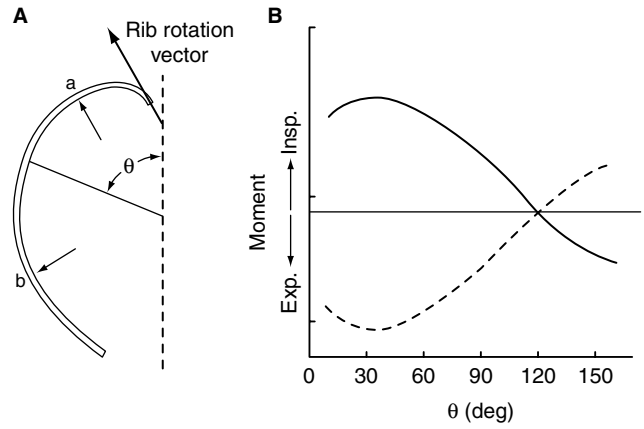 A
Rib rotation
vector
a
θ
b
B
Moment
Insp.
Exp.
0 30 60 90 120 150
θ (deg)